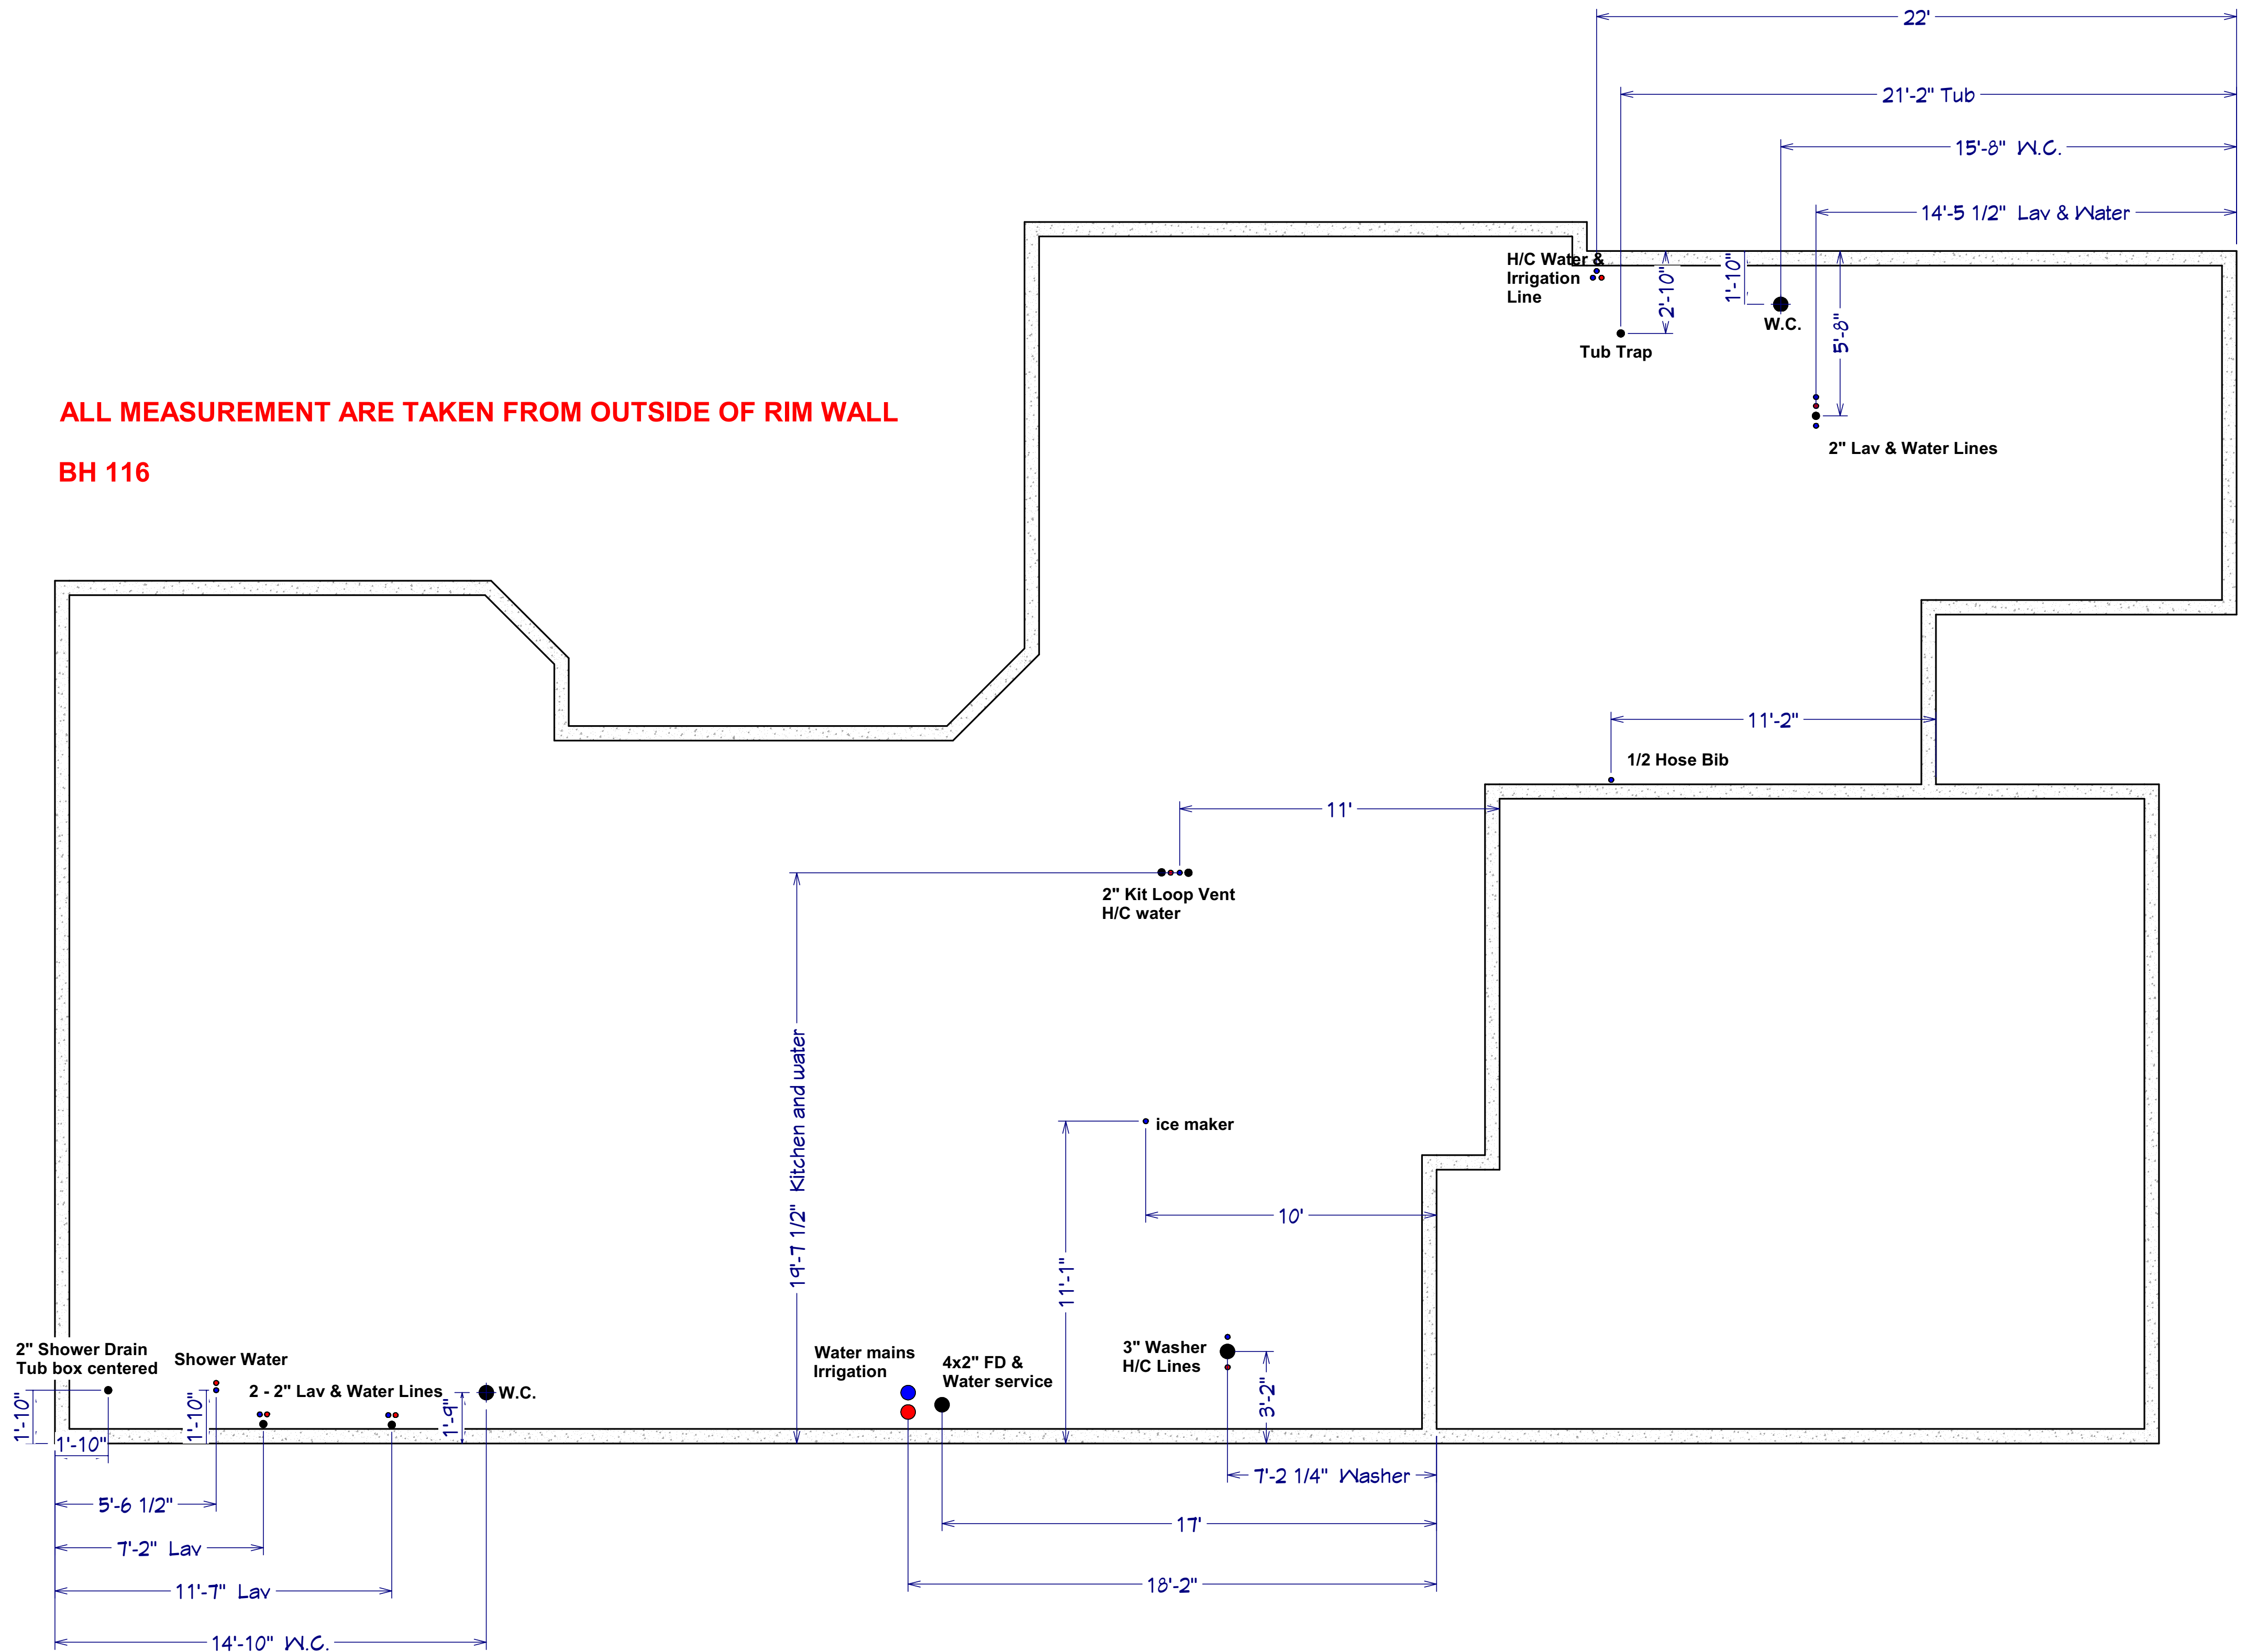 22'
21'-2" Tub
15'-8" W.C.
14'-5 1/2" Lav & Water
H/C Water &
Irrigation
Line
2'-10"
1'-10"
W.C.
5'-8"
Tub Trap
ALL MEASUREMENT ARE TAKEN FROM OUTSIDE OF RIM WALL
2" Lav & Water Lines
BH 116
11'-2"
1/2 Hose Bib
11'
2" Kit Loop Vent
H/C water
19'-7 1/2" Kitchen and water
ice maker
10'
11'-1"
2" Shower Drain
Tub box centered
Shower Water
2 - 2" Lav & Water Lines
W.C.
Water mains
Irrigation
4x2" FD &
Water service
3" Washer
H/C Lines
1'-10"
1'-10"
1'-9"
3'-2"
1'-10"
7'-2 1/4" Washer
5'-6 1/2"
17'
7'-2" Lav
18'-2"
11'-7" Lav
14'-10" W.C.